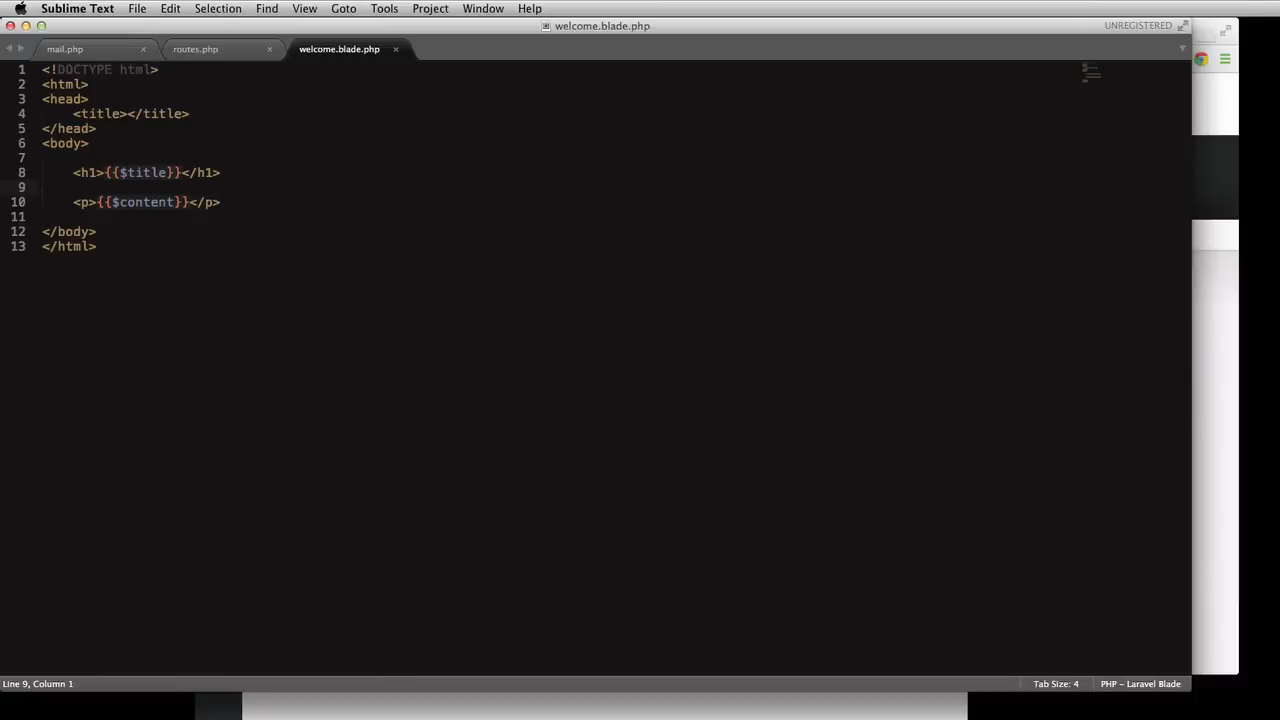 Sublime Text File Edit Selection Find View Goto Tools Project Window Help
welcome.blade.php UNREGISTERED
mail.php × routes.php × welcome.blade.php ×
1 <!DOCTYPE html>
2 <html>
3 <head>
4 <title></title>
5 </head>
6 <body>
7
8 <h1>{{$title}}</h1>
9
10 <p>{{$content}}</p>
11
12 </body>
13 </html>
Line 9, Column 1 Tab Size: 4 PHP – Laravel Blade